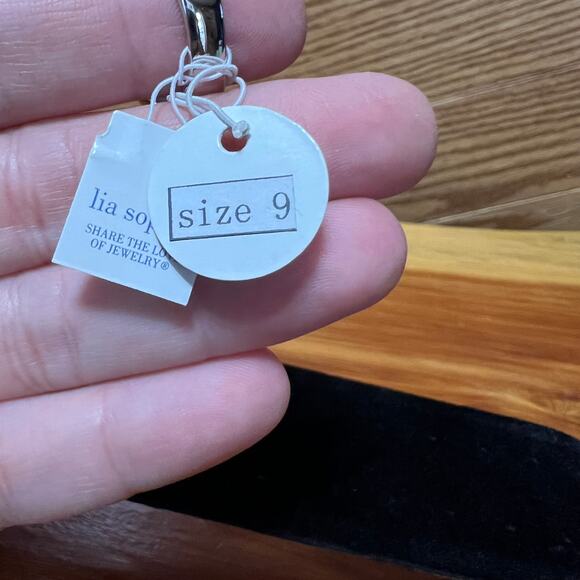 lia sop
SHARE THE LO
OF JEWELRY®
size 9